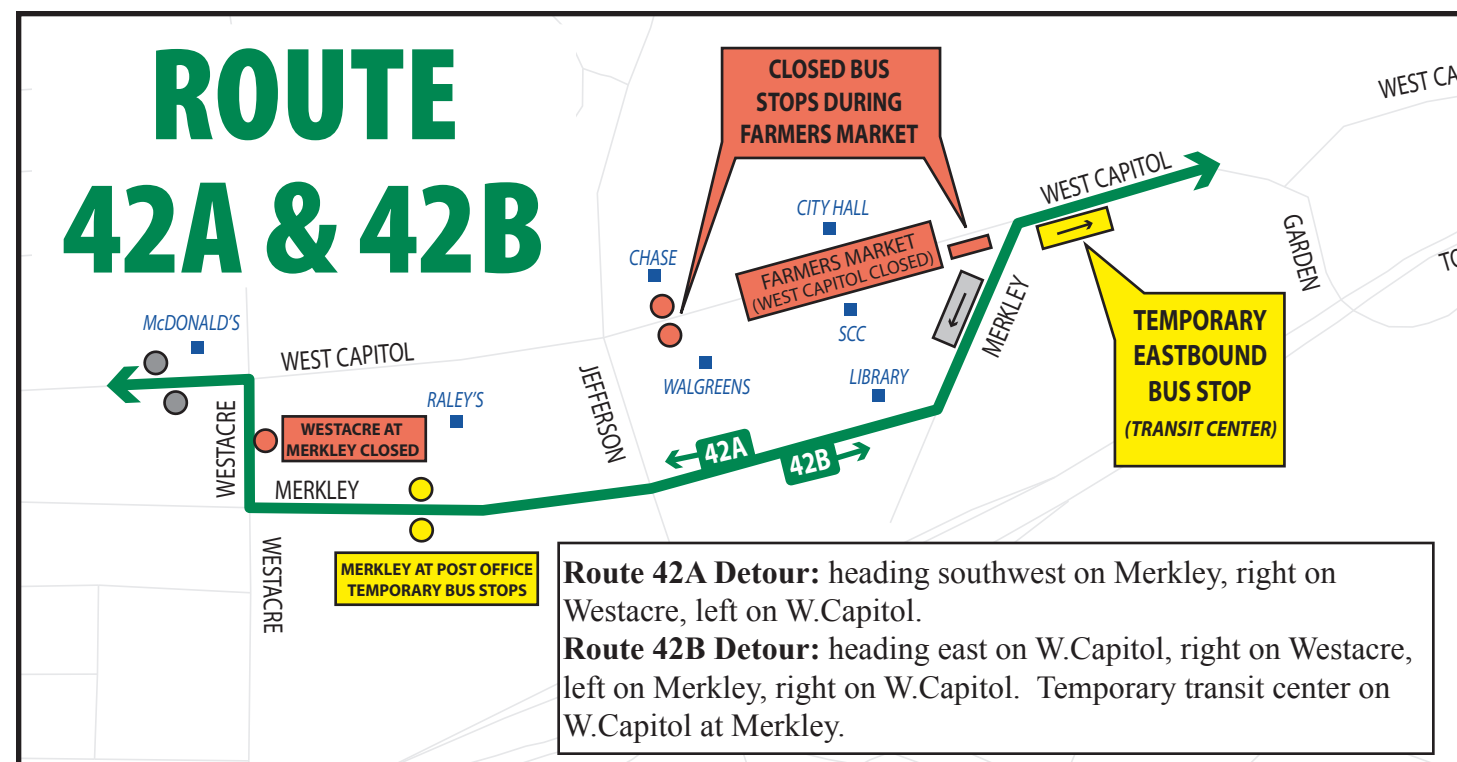 ROUTE
42A & 42B
CLOSED BUS
STOPS DURING
FARMERS MARKET
WEST CA
WEST CAPITOL
CITY HALL
GARDEN
CHASE
FARMERS MARKET
(WEST CAPITOL CLOSED)
TO
McDONALD'S
WEST CAPITOL
MERKLEY
SCC
TEMPORARY
EASTBOUND
BUS STOP
(TRANSIT CENTER)
JEFFERSON
WALGREENS
LIBRARY
RALEY'S
WESTACRE
WESTACRE AT
MERKLEY CLOSED
42A
42B
MERKLEY
WESTACRE
MERKLEY AT POST OFFICE
TEMPORARY BUS STOPS
Route 42A Detour: heading southwest on Merkley, right on
Westacre, left on W.Capitol.
Route 42B Detour: heading east on W.Capitol, right on Westacre,
left on Merkley, right on W.Capitol.  Temporary transit center on
W.Capitol at Merkley.